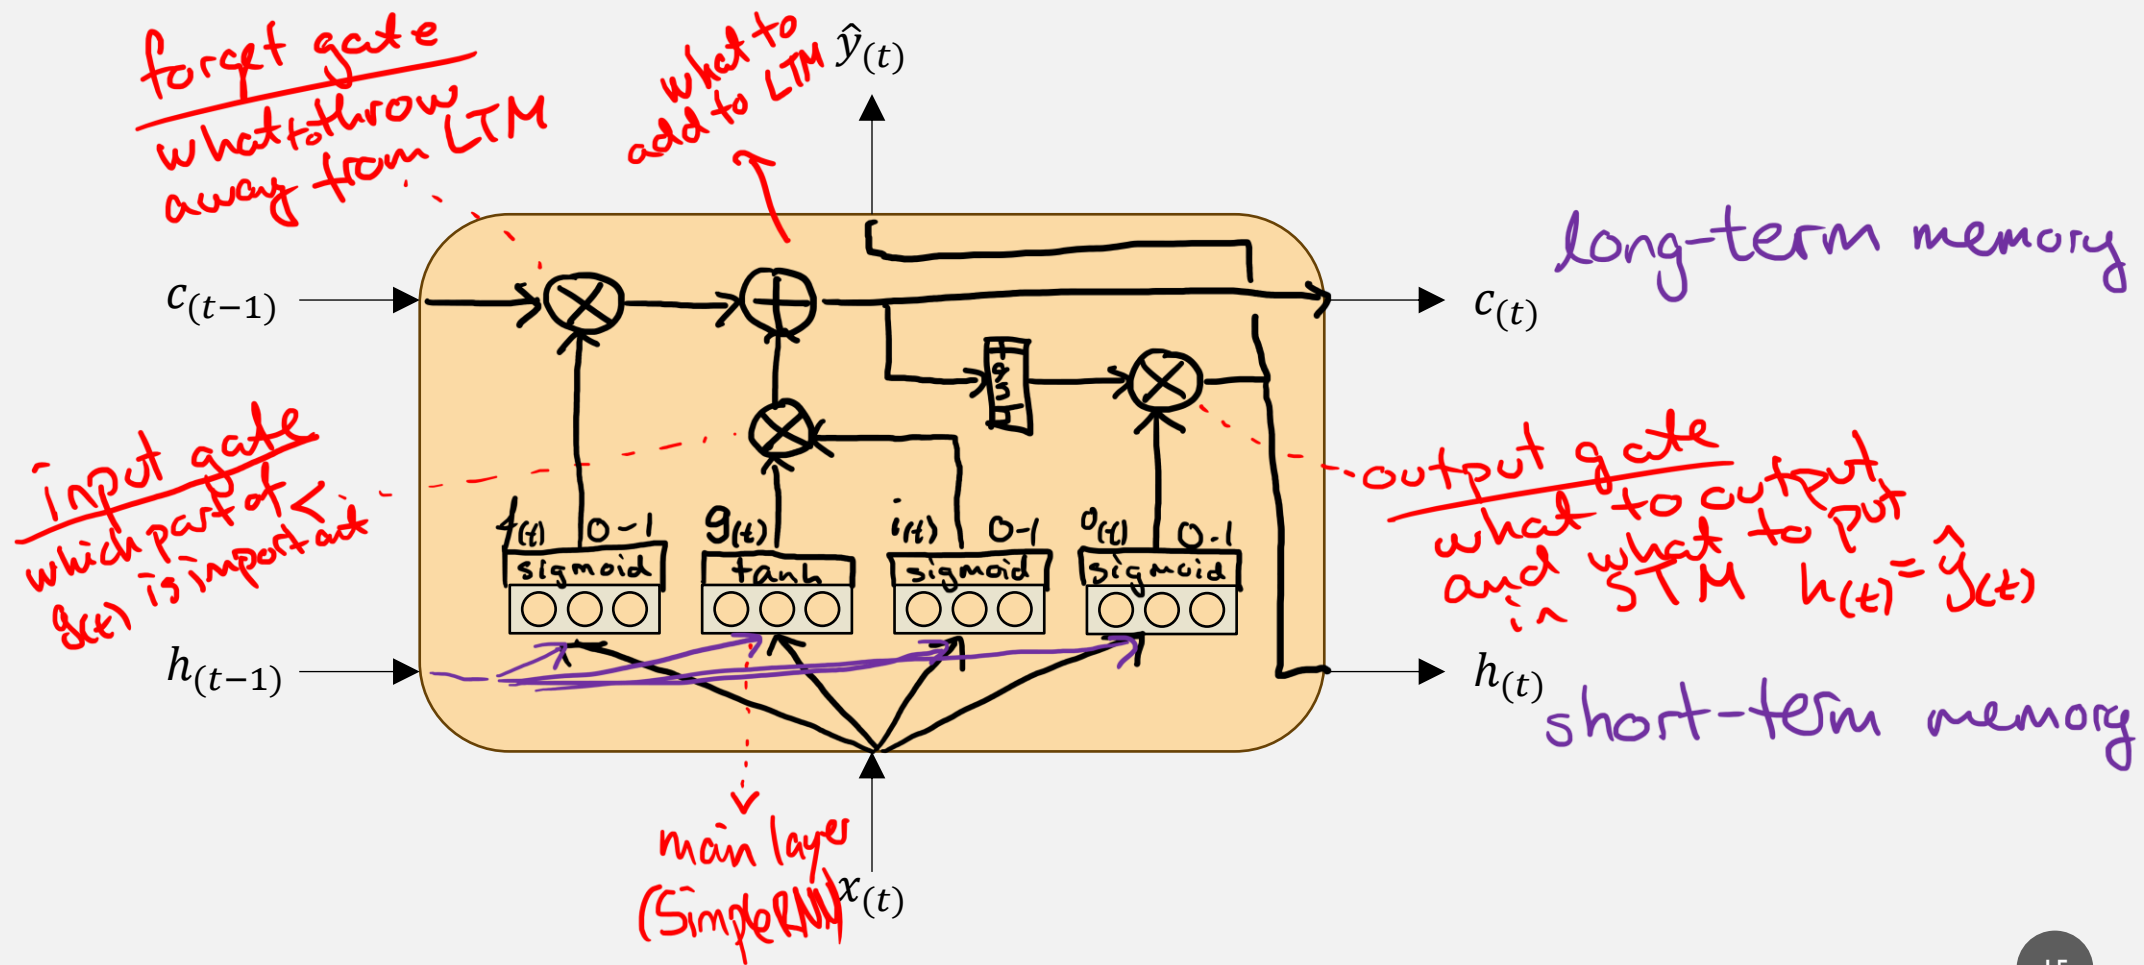 forget gate
what to throw
away from LTM
what to
add to LTM
ŷ(t)
long-term memory
c(t−1)
c(t)
tanh
input gate
which part of
g(t) is important
output gate
what to output
and what to put
in STM h(t) = ŷ(t)
f(t) 0-1
g(t)
i(t) 0-1
o(t) 0-1
sigmoid
tanh
sigmoid
sigmoid
h(t−1)
h(t)
short-term memory
main layer
(SimpleRNN)
x(t)